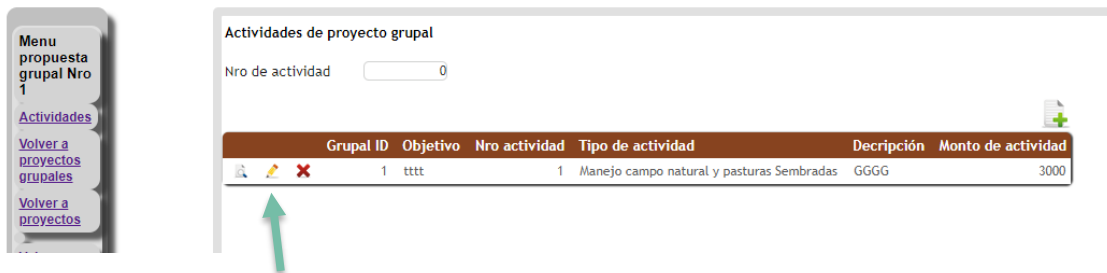 Menu
propuesta
grupal Nro
1
Actividades
Volver a
proyectos
grupales
Volver a
proyectos
Actividades de proyecto grupal
Nro de actividad 0
Grupal ID Objetivo Nro actividad Tipo de actividad Decripción Monto de actividad
1 tttt 1 Manejo campo natural y pasturas Sembradas GGGG 3000